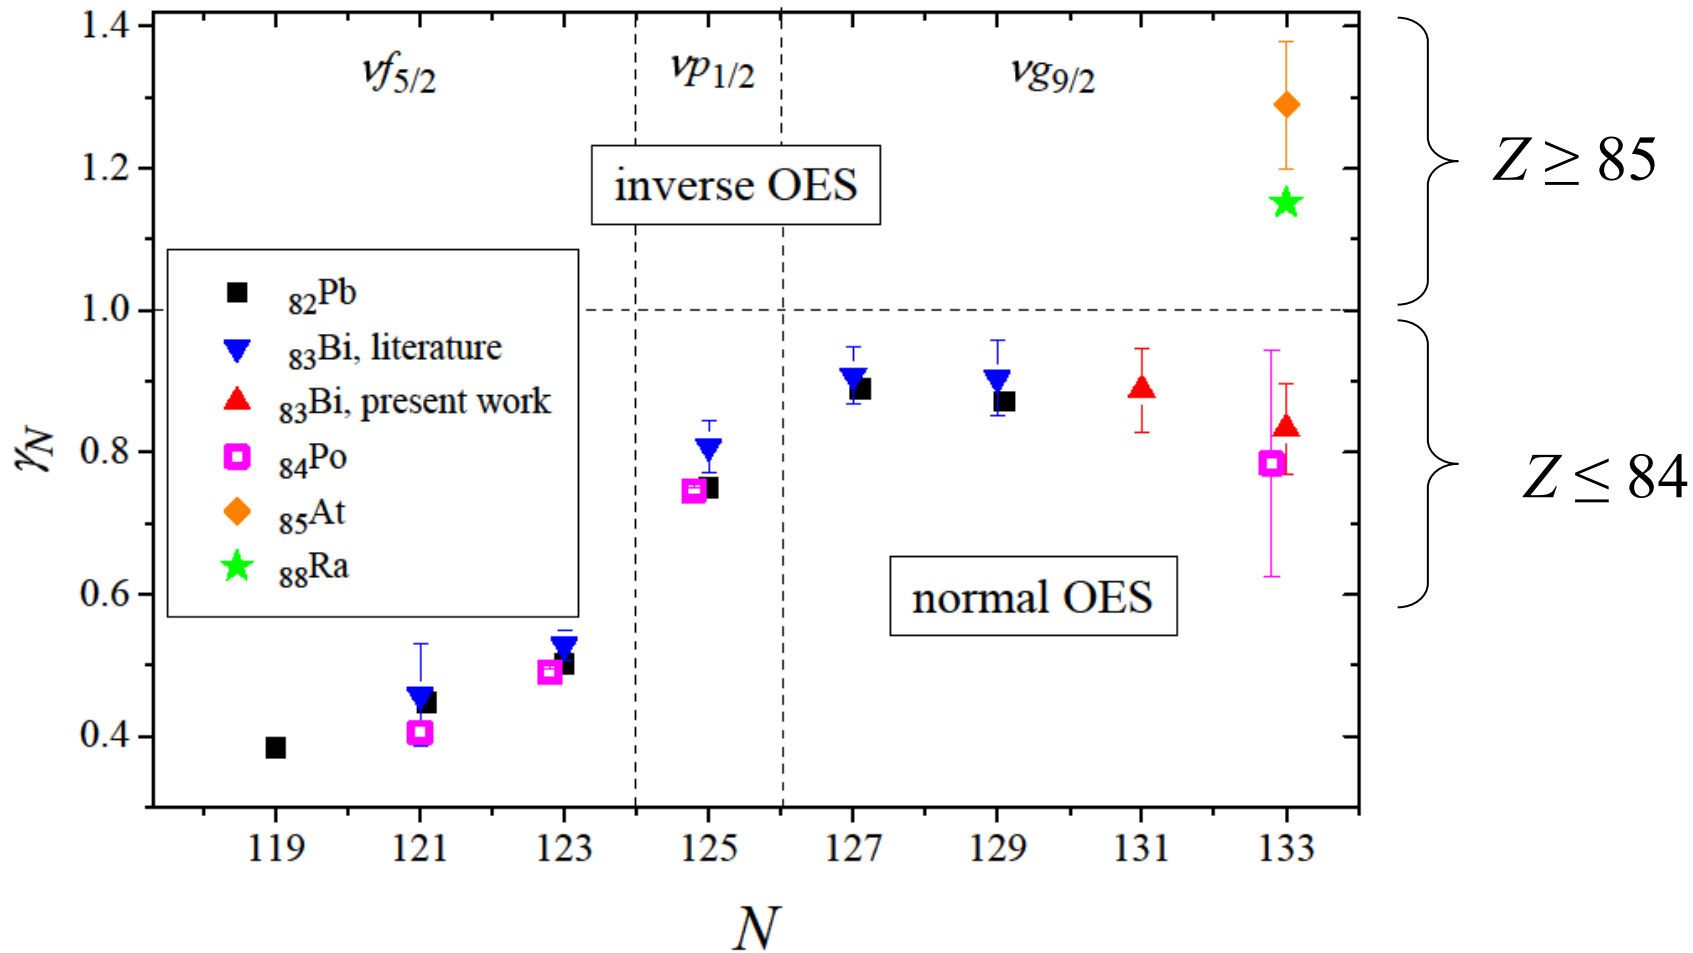 1.4
1.2
1.0
0.8
0.6
0.4
γN
νf5/2
νp1/2
νg9/2
inverse OES
82Pb
83Bi, literature
83Bi, present work
84Po
85At
88Ra
normal OES
Z ≥ 85
Z ≤ 84
119 121 123 125 127 129 131 133
N